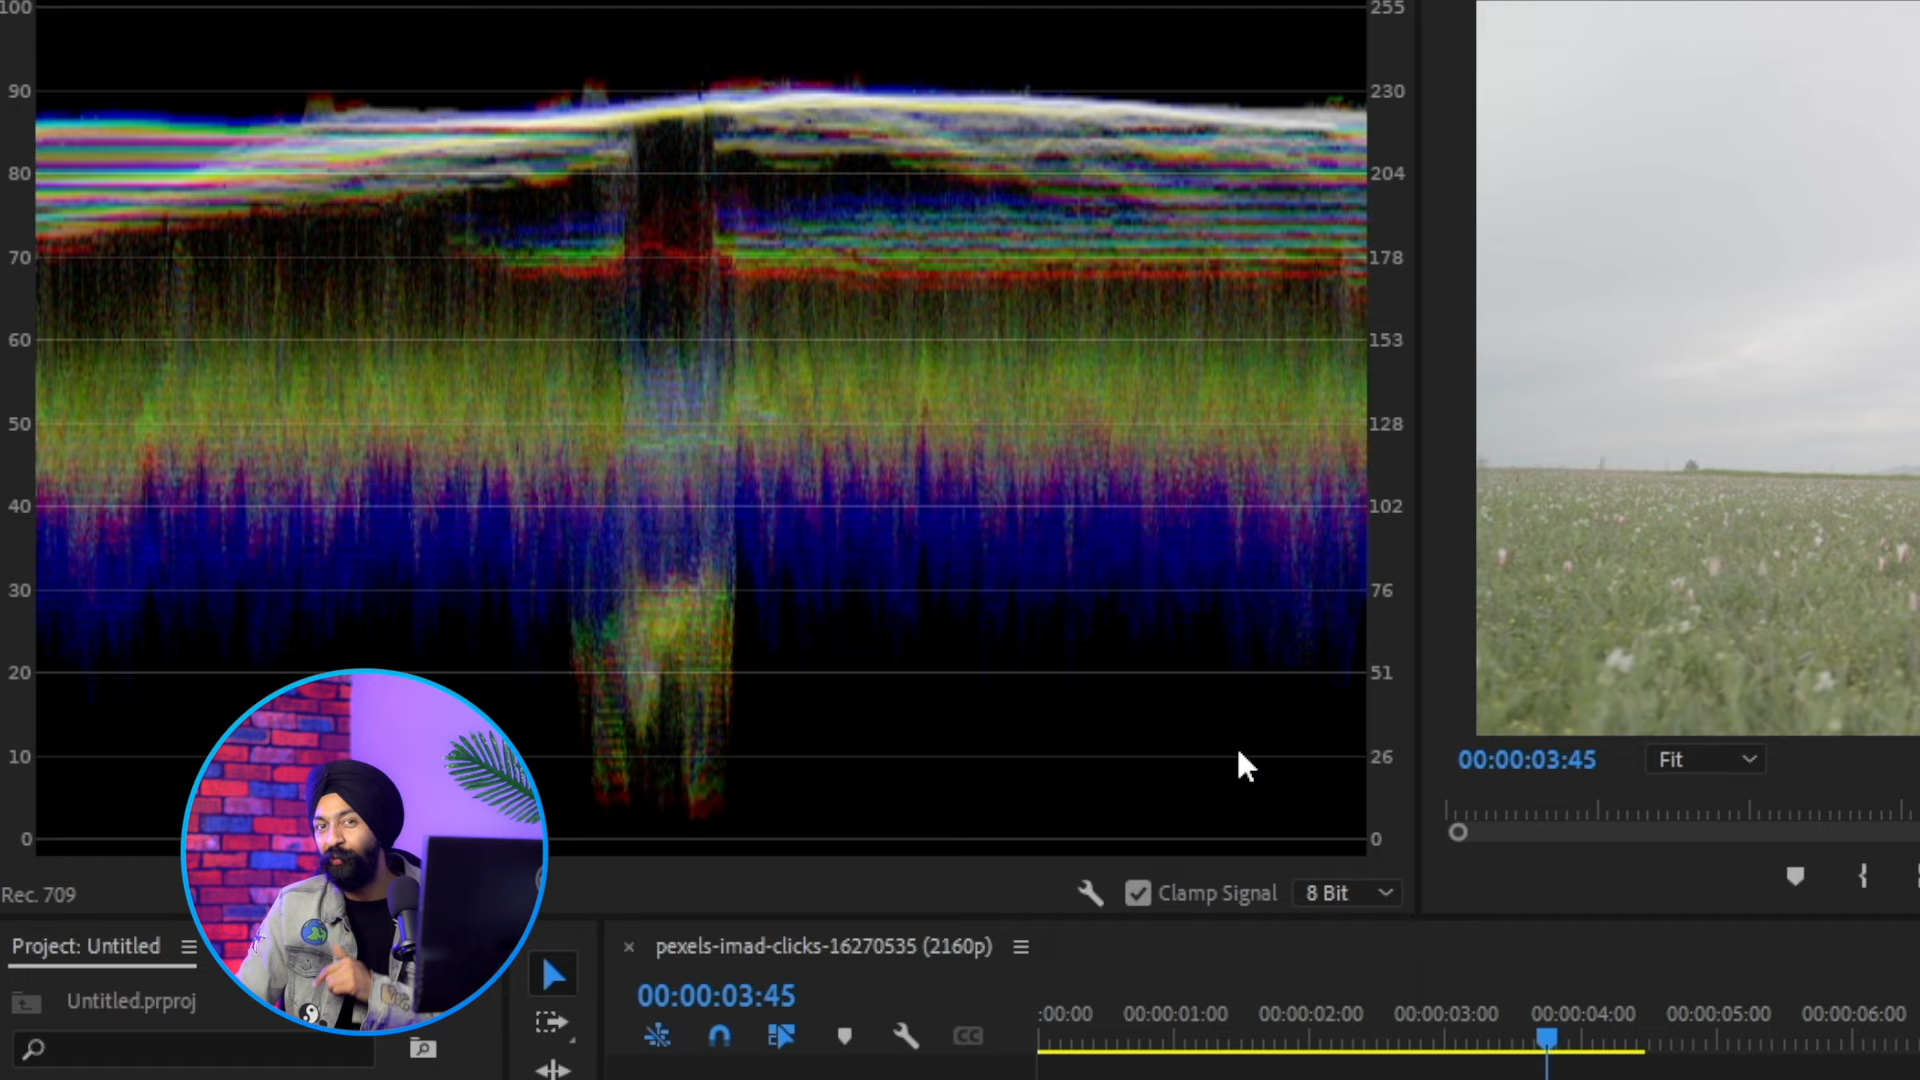 100
90
80
70
60
50
40
30
20
10
0
255
230
204
178
153
128
102
76
51
26
0
00:00:03:45
Fit
Rec. 709
Clamp Signal
8 Bit
Project: Untitled
Untitled.prproj
× pexels-imad-clicks-16270535 (2160p)
00:00:03:45
:00:00 00:00:01:00 00:00:02:00 00:00:03:00 00:00:04:00 00:00:05:00 00:00:06:00
CC